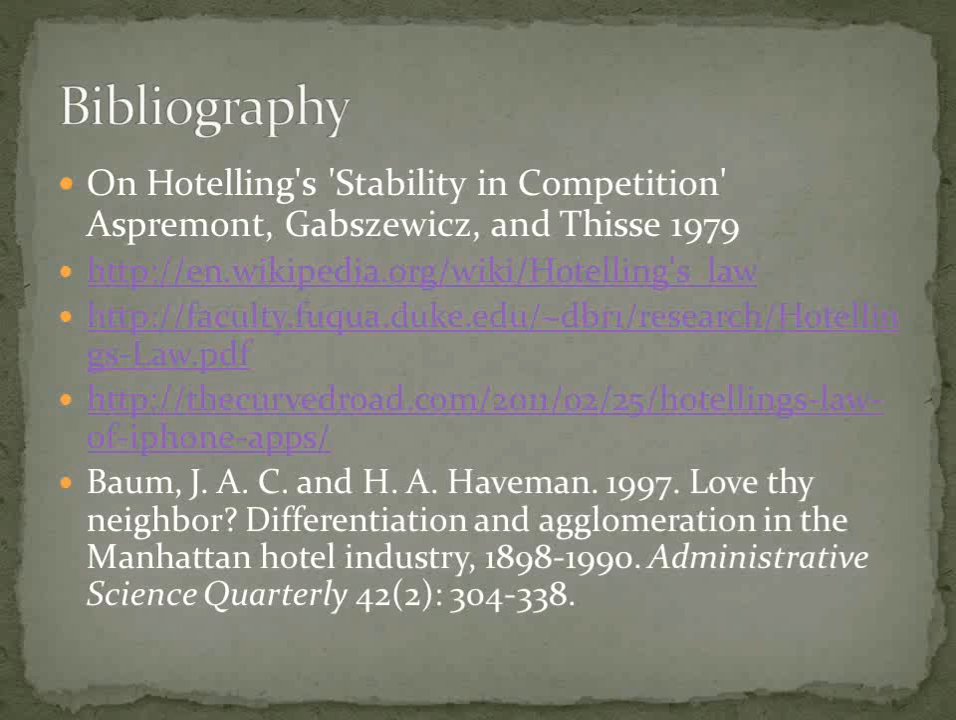 Bibliography
On Hotelling's 'Stability in Competition'
Aspremont, Gabszewicz, and Thisse 1979
http://en.wikipedia.org/wiki/Hotelling's_law
http://faculty.fuqua.duke.edu/~dbr1/research/Hotellin
gs-Law.pdf
http://thecurvedroad.com/2011/02/25/hotellings-law-
of-iphone-apps/
Baum, J. A. C. and H. A. Haveman. 1997. Love thy
neighbor? Differentiation and agglomeration in the
Manhattan hotel industry, 1898-1990. Administrative
Science Quarterly 42(2): 304-338.